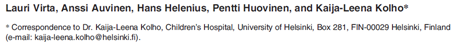 Lauri Virta, Anssi Auvinen, Hans Helenius, Pentti Huovinen, and Kaija-Leena Kolho*
* Correspondence to Dr. Kaija-Leena Kolho, Children's Hospital, University of Helsinki, Box 281, FIN-00029 Helsinki, Finland
(e-mail: kaija-leena.kolho@helsinki.fi).